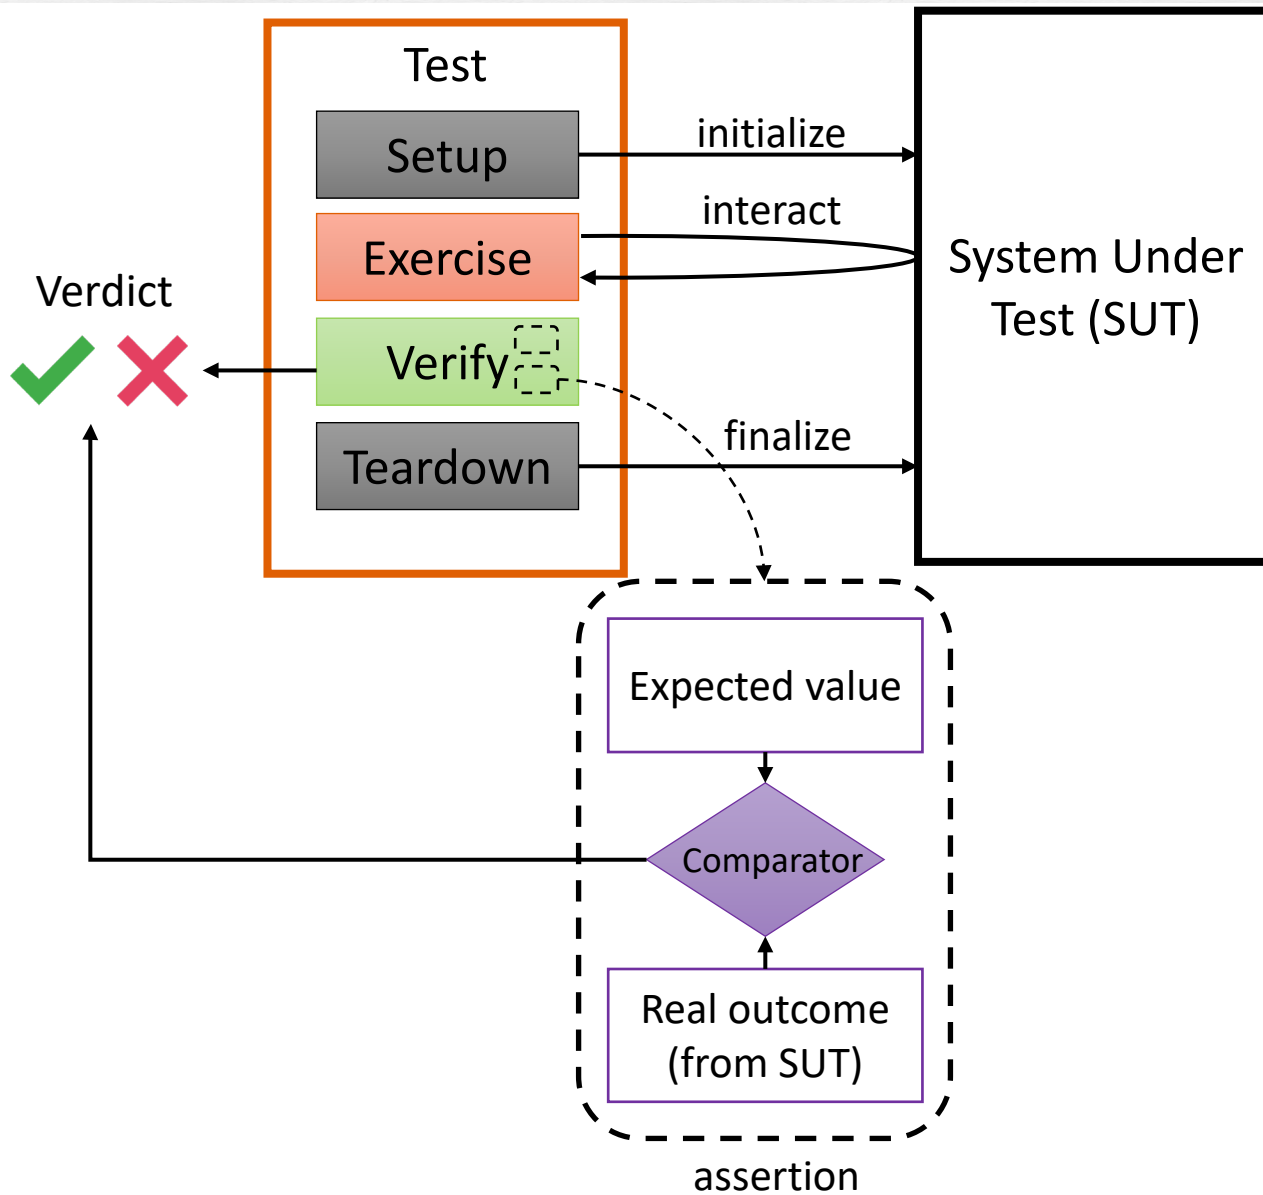 Test
Setup
initialize
interact
Exercise
System Under
Test (SUT)
Verdict
Verify
finalize
Teardown
Expected value
Comparator
Real outcome
(from SUT)
assertion